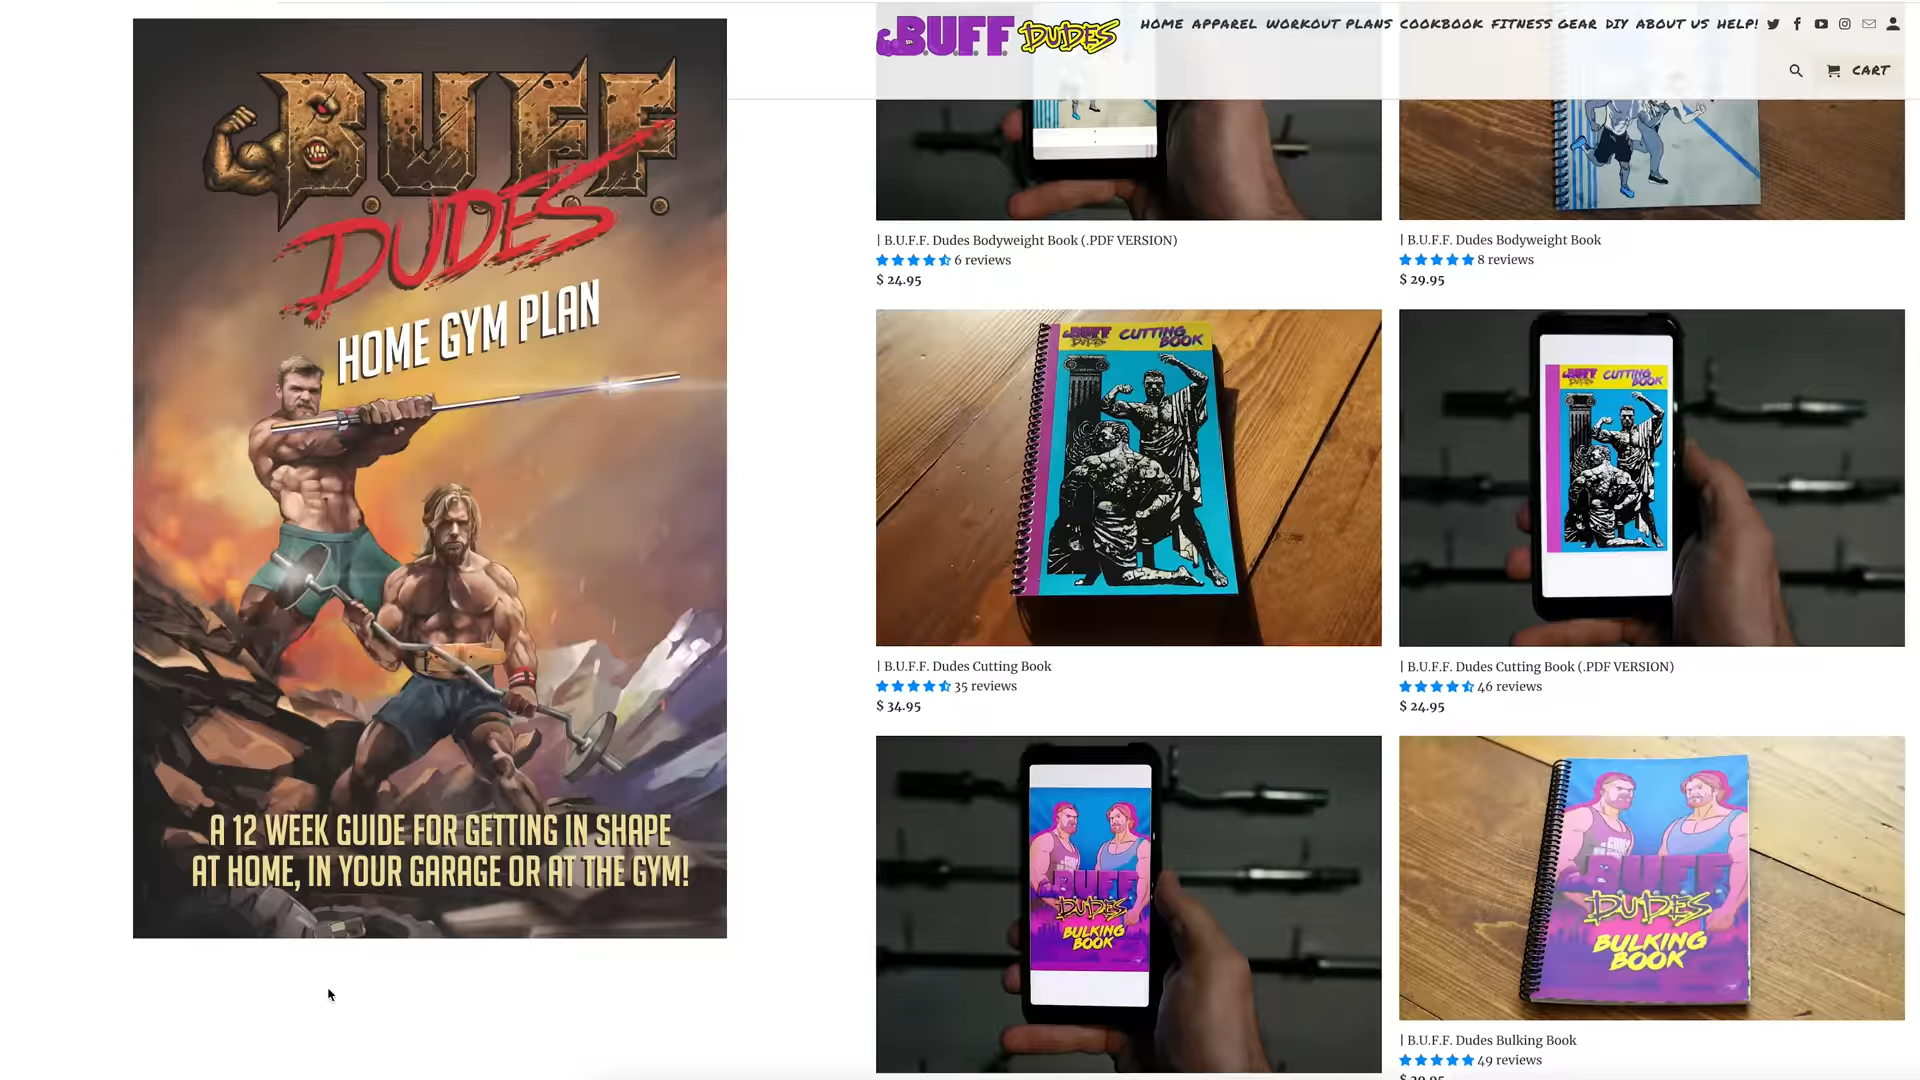 B.U.F.F.
DUDES
HOME GYM PLAN
A 12 WEEK GUIDE FOR GETTING IN SHAPE
AT HOME, IN YOUR GARAGE OR AT THE GYM!
BUFF DUDES
HOME APPAREL WORKOUT PLANS COOKBOOK FITNESS GEAR DIY ABOUT US HELP!
CART
| B.U.F.F. Dudes Bodyweight Book (.PDF VERSION)
6 reviews
$ 24.95
| B.U.F.F. Dudes Bodyweight Book
8 reviews
$ 29.95
BUFF DUDES CUTTING BOOK
| B.U.F.F. Dudes Cutting Book
35 reviews
$ 34.95
BUFF DUDES CUTTING BOOK
| B.U.F.F. Dudes Cutting Book (.PDF VERSION)
46 reviews
$ 24.95
BUFF
DUDES
BULKING
BOOK
BUFF
DUDES
BULKING
BOOK
| B.U.F.F. Dudes Bulking Book
49 reviews